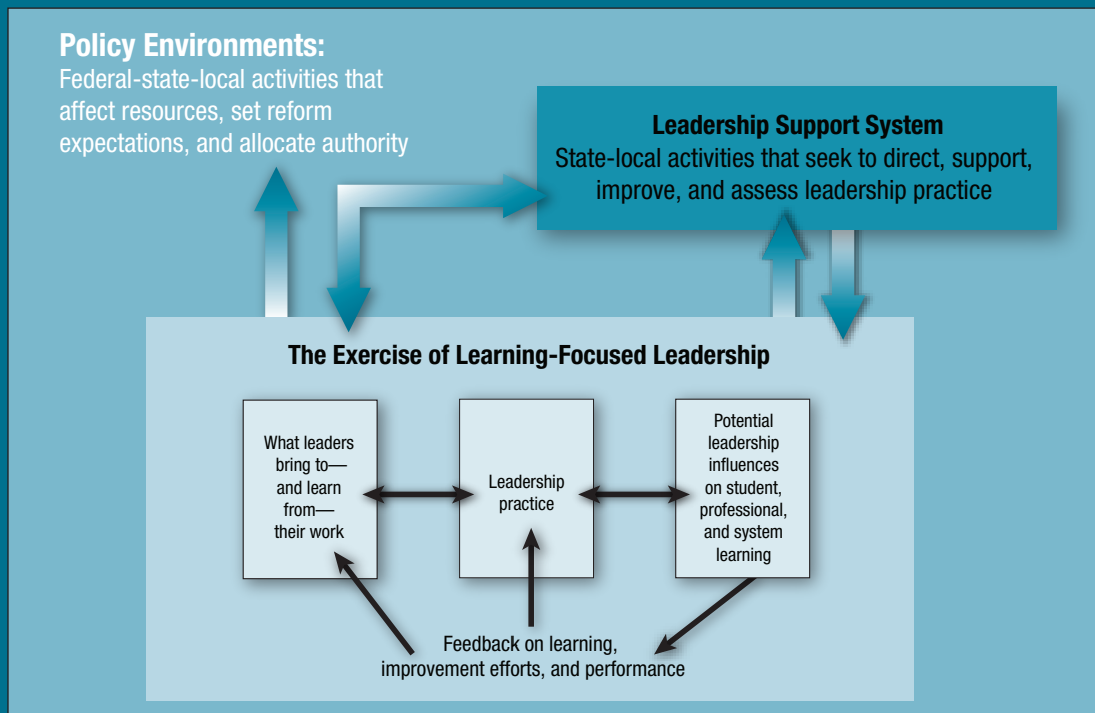 Policy Environments:
Federal-state-local activities that
affect resources, set reform
expectations, and allocate authority
Leadership Support System
State-local activities that seek to direct, support,
improve, and assess leadership practice
The Exercise of Learning-Focused Leadership
What leaders
bring to—
and learn
from—
their work
Leadership
practice
Potential
leadership
influences
on student,
professional,
and system
learning
Feedback on learning,
improvement efforts, and performance